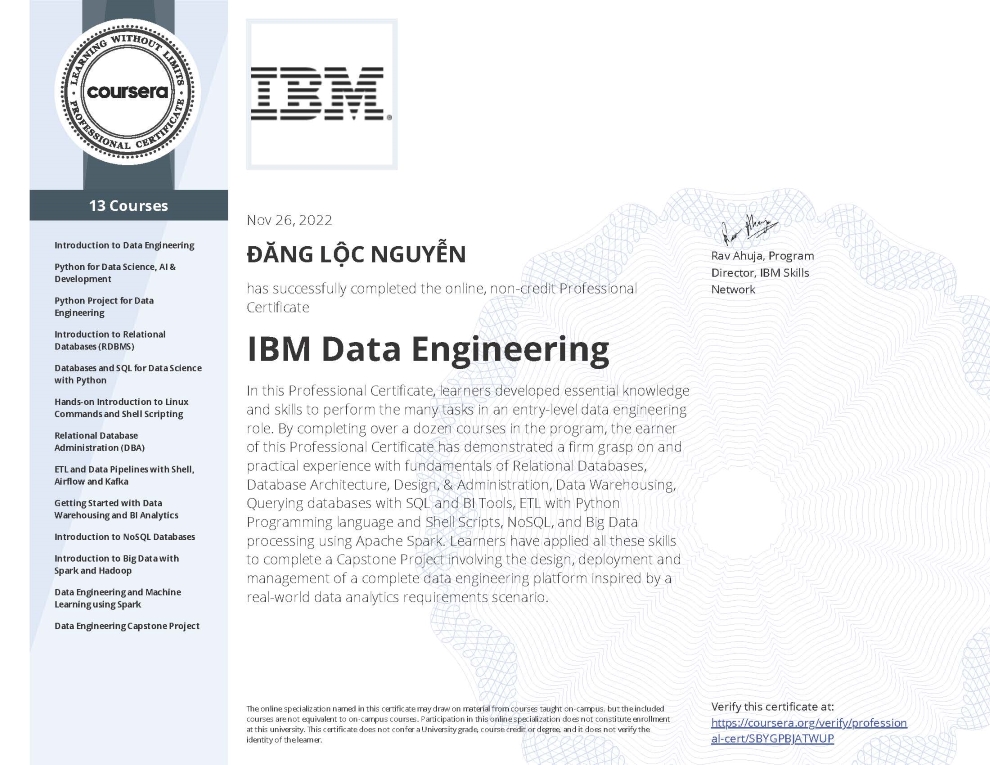 LEARNING WITHOUT LIMITS
coursera
PROFESSIONAL CERTIFICATE
13 Courses
Introduction to Data Engineering
Python for Data Science, AI &
Development
Python Project for Data
Engineering
Introduction to Relational
Databases (RDBMS)
Databases and SQL for Data Science
with Python
Hands-on Introduction to Linux
Commands and Shell Scripting
Relational Database
Administration (DBA)
ETL and Data Pipelines with Shell,
Airflow and Kafka
Getting Started with Data
Warehousing and BI Analytics
Introduction to NoSQL Databases
Introduction to Big Data with
Spark and Hadoop
Data Engineering and Machine
Learning using Spark
Data Engineering Capstone Project
IBM®
Nov 26, 2022
ĐĂNG LỘC NGUYỄN
has successfully completed the online, non-credit Professional
Certificate
IBM Data Engineering
In this Professional Certificate, learners developed essential knowledge
and skills to perform the many tasks in an entry-level data engineering
role. By completing over a dozen courses in the program, the earner
of this Professional Certificate has demonstrated a firm grasp on and
practical experience with fundamentals of Relational Databases,
Database Architecture, Design, & Administration, Data Warehousing,
Querying databases with SQL and BI Tools, ETL with Python
Programming language and Shell Scripts, NoSQL, and Big Data
processing using Apache Spark. Learners have applied all these skills
to complete a Capstone Project involving the design, deployment and
management of a complete data engineering platform inspired by a
real-world data analytics requirements scenario.
Rav Ahuja, Program
Director, IBM Skills
Network
The online specialization named in this certificate may draw on material from courses taught on-campus, but the included
courses are not equivalent to on-campus courses. Participation in this online specialization does not constitute enrollment
at this university. This certificate does not confer a University grade, course credit or degree, and it does not verify the
identity of the learner.
Verify this certificate at:
https://coursera.org/verify/profession
al-cert/SBYGPBJATWUP